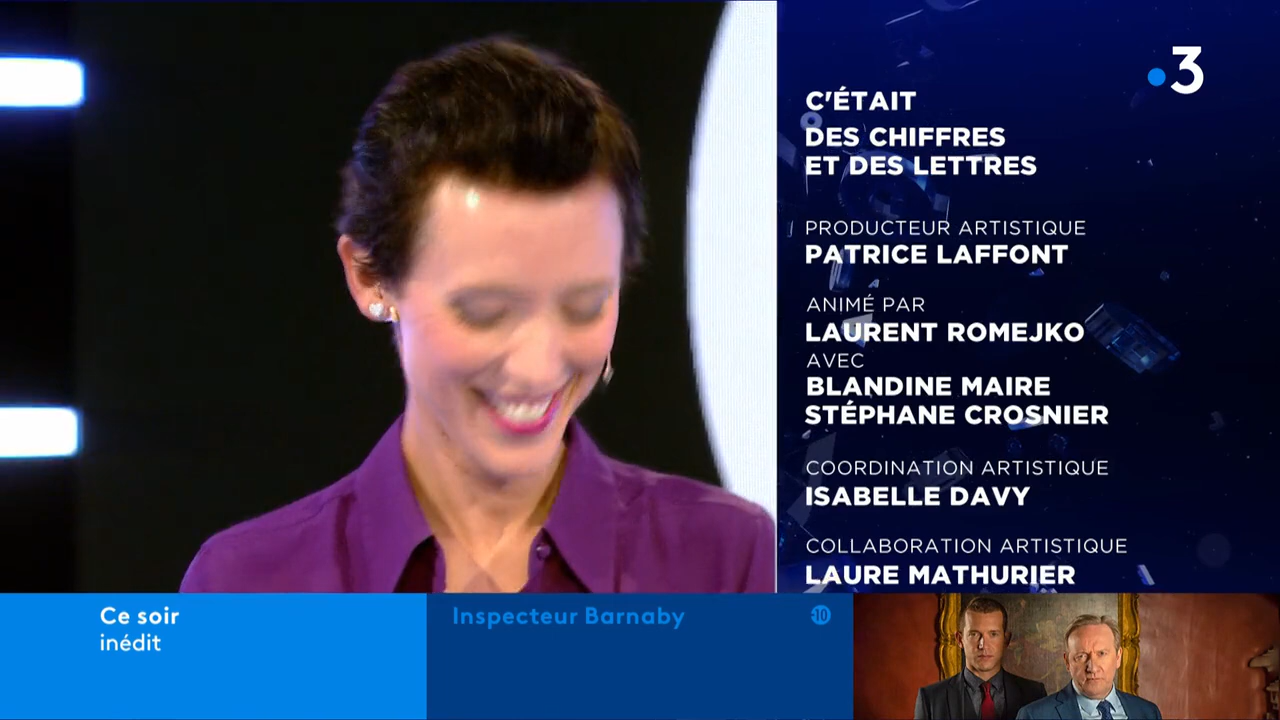 3
C'ÉTAIT
DES CHIFFRES
ET DES LETTRES
PRODUCTEUR ARTISTIQUE
PATRICE LAFFONT
ANIMÉ PAR
LAURENT ROMEJKO
AVEC
BLANDINE MAIRE
STÉPHANE CROSNIER
COORDINATION ARTISTIQUE
ISABELLE DAVY
COLLABORATION ARTISTIQUE
LAURE MATHURIER
Ce soir
inédit
Inspecteur Barnaby
-10